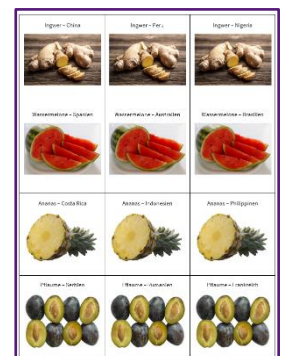 Ingwer – China
Ingwer – Peru
Ingwer – Nigeria
Wassermelone – Spanien
Wassermelone – Australien
Wassermelone – Brasilien
Ananas – Costa Rica
Ananas – Indonesien
Ananas – Philippinen
Pflaume – Serbien
Pflaume – Rumänien
Pflaume – Frankreich